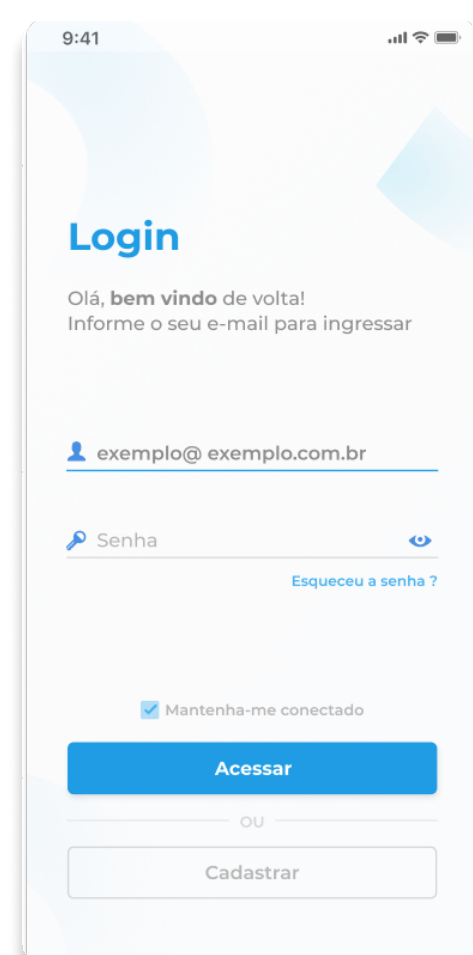 9:41
Login
Olá, bem vindo de volta!
Informe o seu e-mail para ingressar
exemplo@ exemplo.com.br
Senha
Esqueceu a senha ?
Mantenha-me conectado
Acessar
OU
Cadastrar